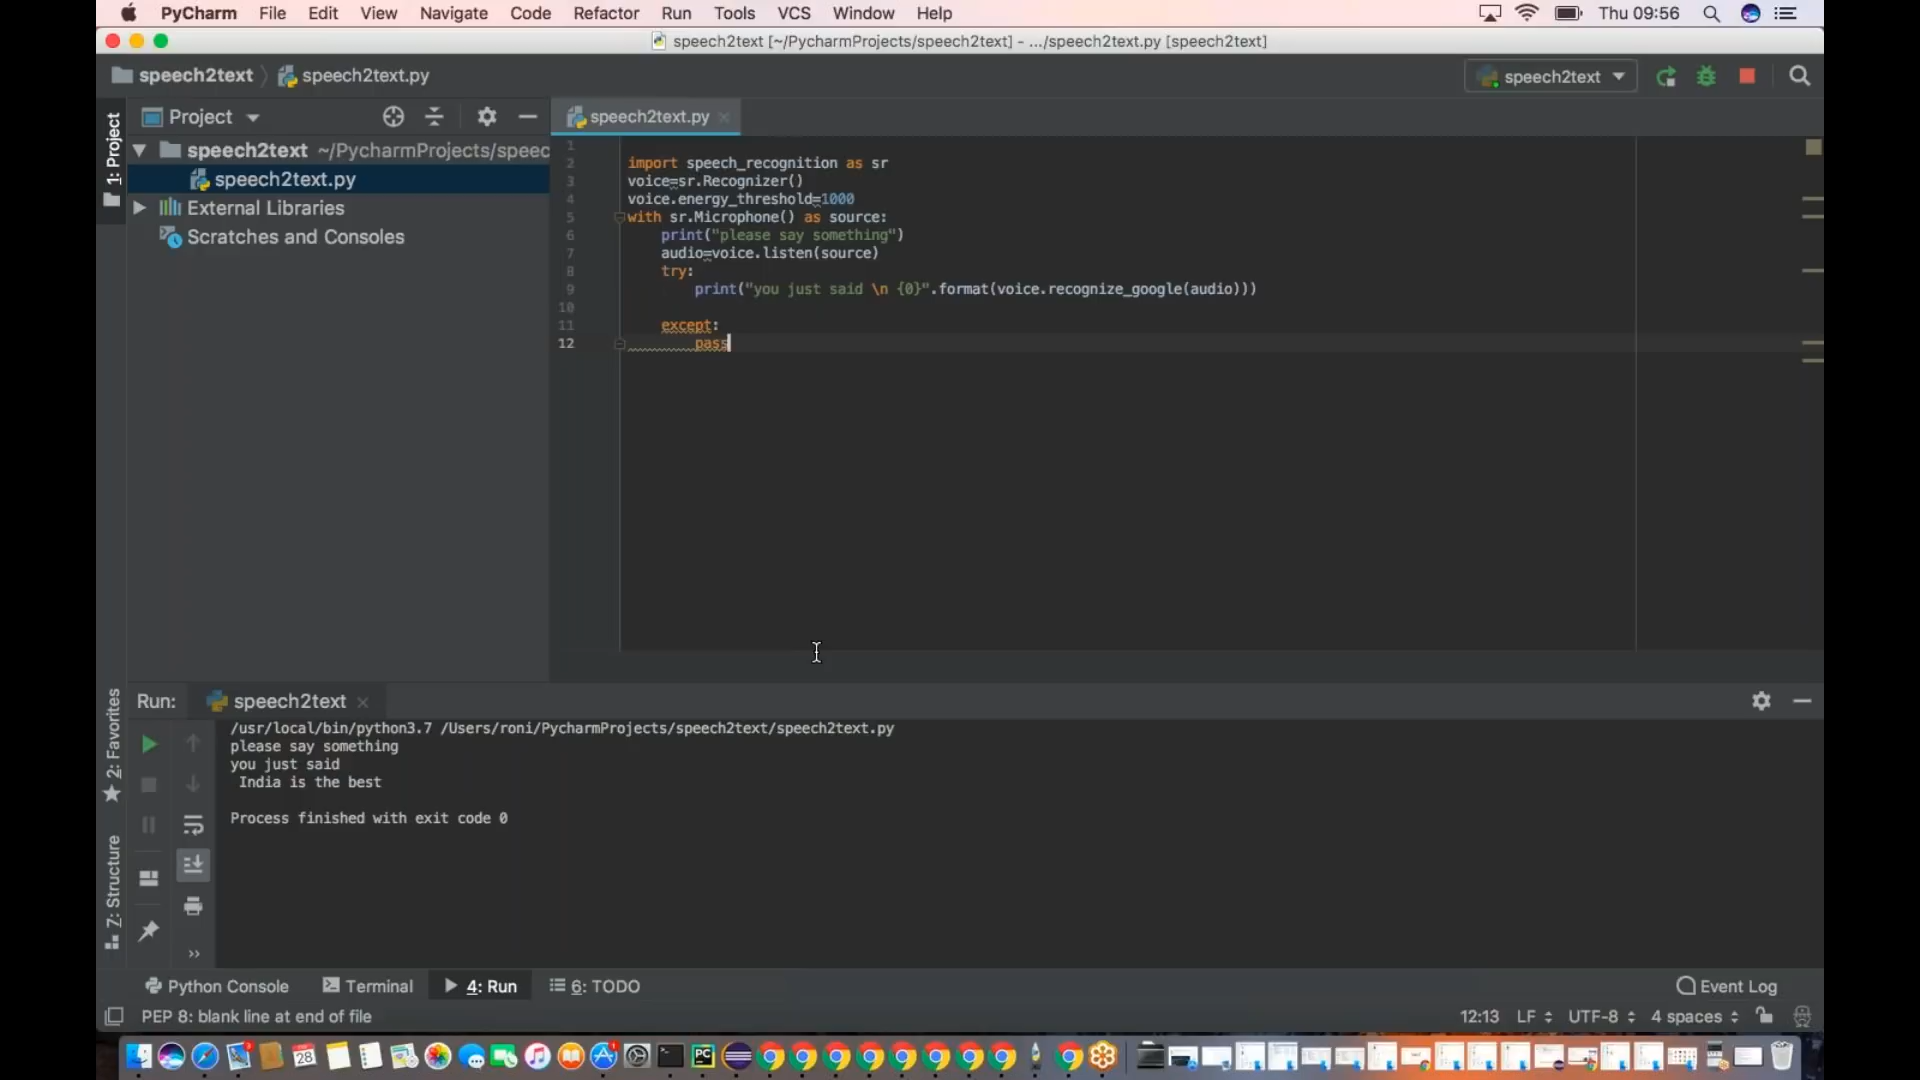 PyCharm File Edit View Navigate Code Refactor Run Tools VCS Window Help Thu 09:56
speech2text [~/PycharmProjects/speech2text] - .../speech2text.py [speech2text]
speech2text speech2text.py speech2text
1: Project
Project
speech2text.py
speech2text ~/PycharmProjects/speec
speech2text.py
External Libraries
Scratches and Consoles
1
2 import speech_recognition as sr
3 voice=sr.Recognizer()
4 voice.energy_threshold=1000
5 with sr.Microphone() as source:
6 print("please say something")
7 audio=voice.listen(source)
8 try:
9 print("you just said \n {0}".format(voice.recognize_google(audio)))
10
11 except:
12 pass
2: Favorites
Z: Structure
Run: speech2text
/usr/local/bin/python3.7 /Users/roni/PycharmProjects/speech2text/speech2text.py
please say something
you just said
India is the best
Process finished with exit code 0
Python Console Terminal 4: Run 6: TODO Event Log
PEP 8: blank line at end of file 12:13 LF UTF-8 4 spaces
28
PC